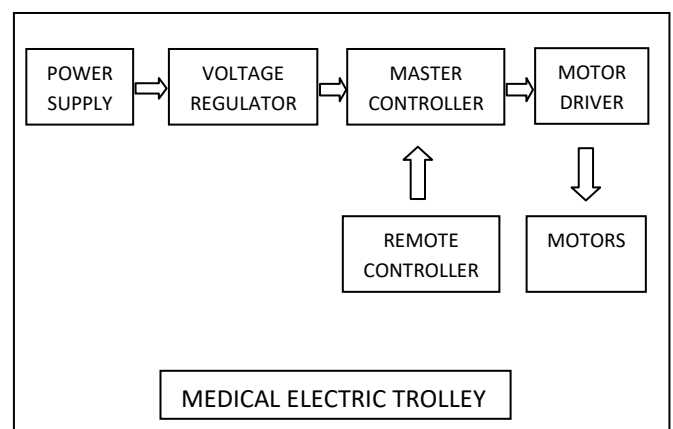 POWER
SUPPLY
VOLTAGE
REGULATOR
MASTER
CONTROLLER
MOTOR
DRIVER
REMOTE
CONTROLLER
MOTORS
MEDICAL ELECTRIC TROLLEY